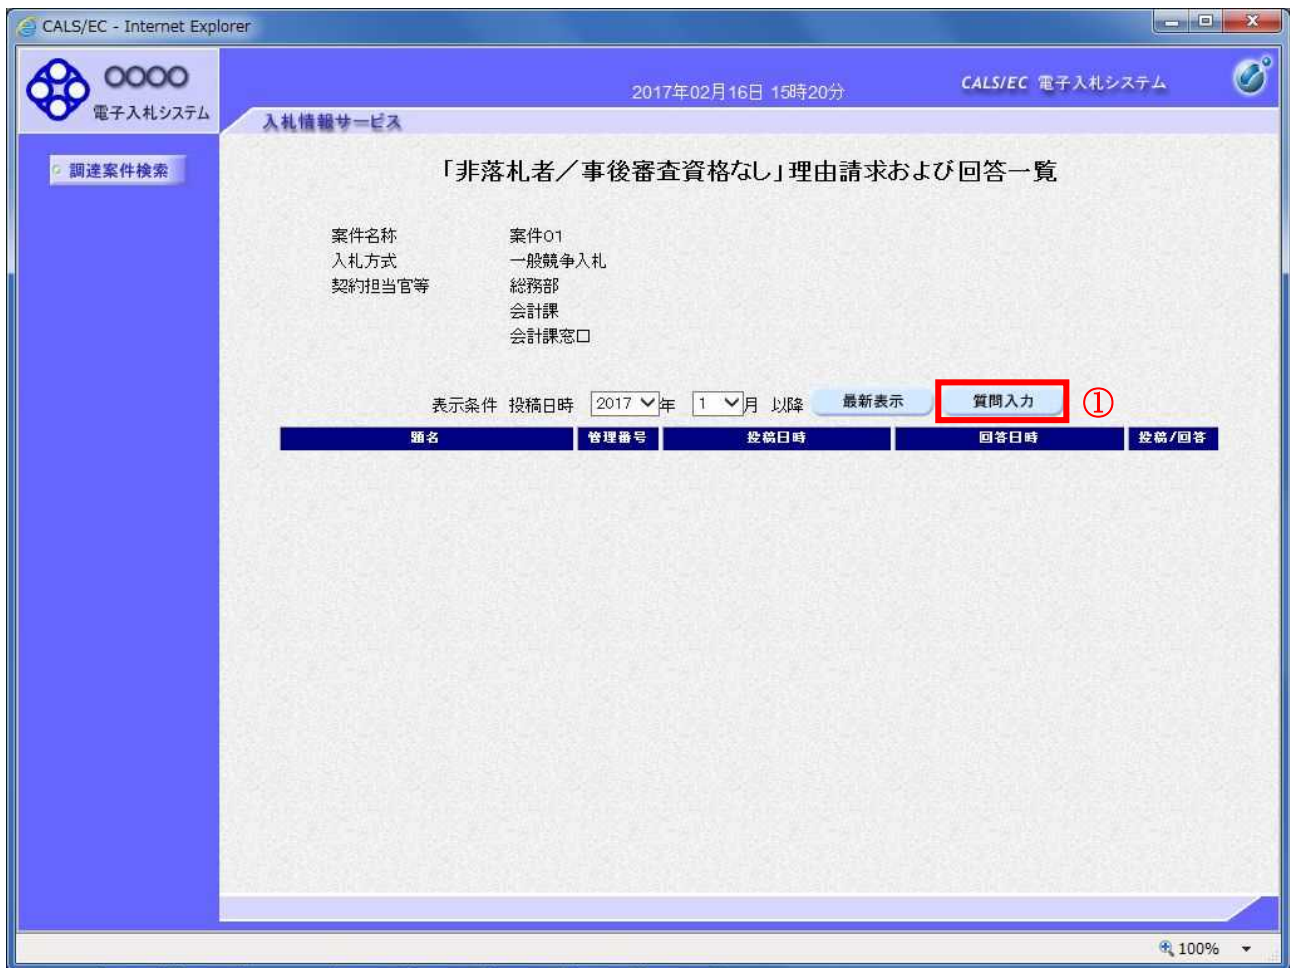 CALS/EC - Internet Explorer
○○○○
電子入札システム
2017年02月16日 15時20分
CALS/EC 電子入札システム
入札情報サービス
調達案件検索
「非落札者/事後審査資格なし」理由請求および回答一覧
案件名称 案件01
入札方式 一般競争入札
契約担当官等 総務部
会計課
会計課窓口
表示条件 投稿日時 2017 年 1 月 以降 最新表示 質問入力 ①
題名 管理番号 投稿日時 回答日時 投稿/回答
100%